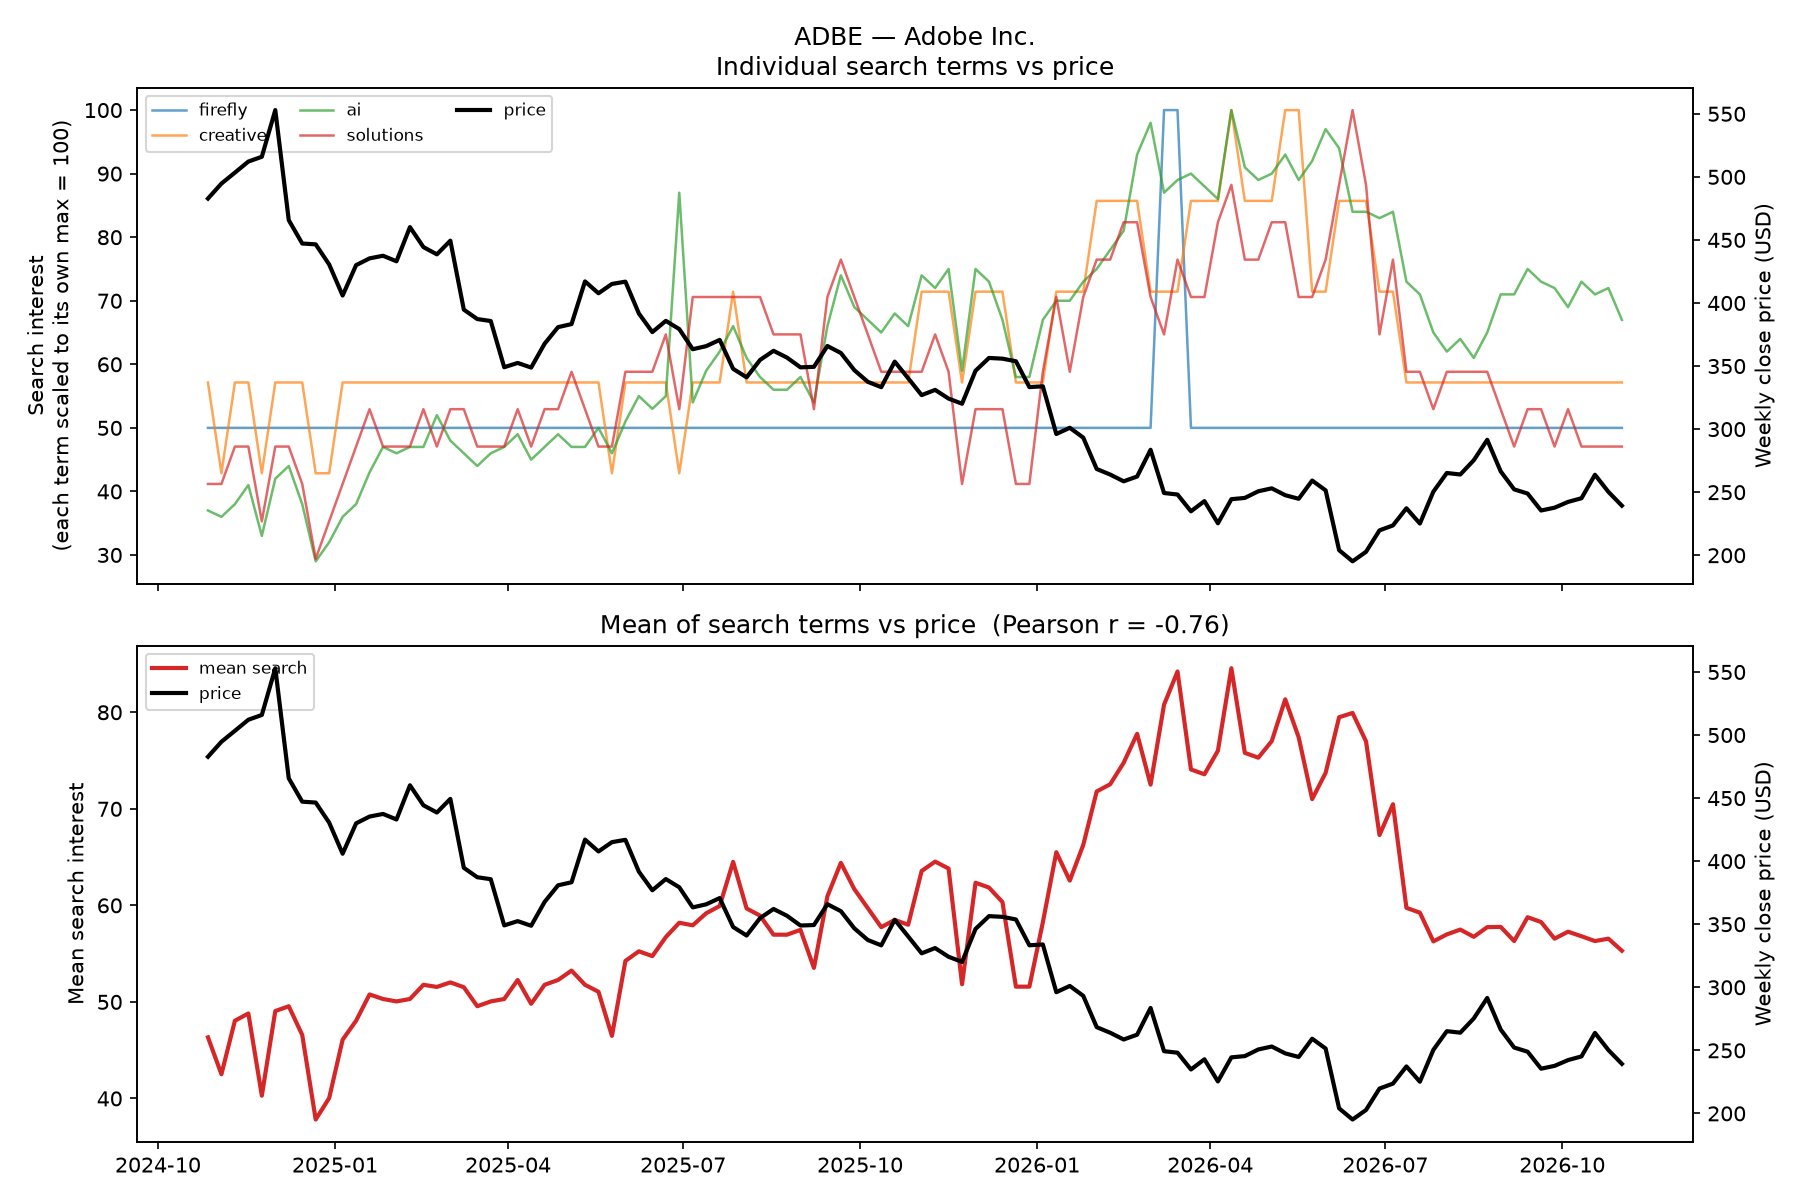 ADBE — Adobe Inc.
Individual search terms vs price
firefly
creative
ai
solutions
price
Search interest
(each term scaled to its own max = 100)
100
90
80
70
60
50
40
30
550
500
450
400
350
300
250
200
Weekly close price (USD)
Mean of search terms vs price  (Pearson r = -0.76)
mean search
price
Mean search interest
80
70
60
50
40
550
500
450
400
350
300
250
200
Weekly close price (USD)
2024-10
2025-01
2025-04
2025-07
2025-10
2026-01
2026-04
2026-07
2026-10